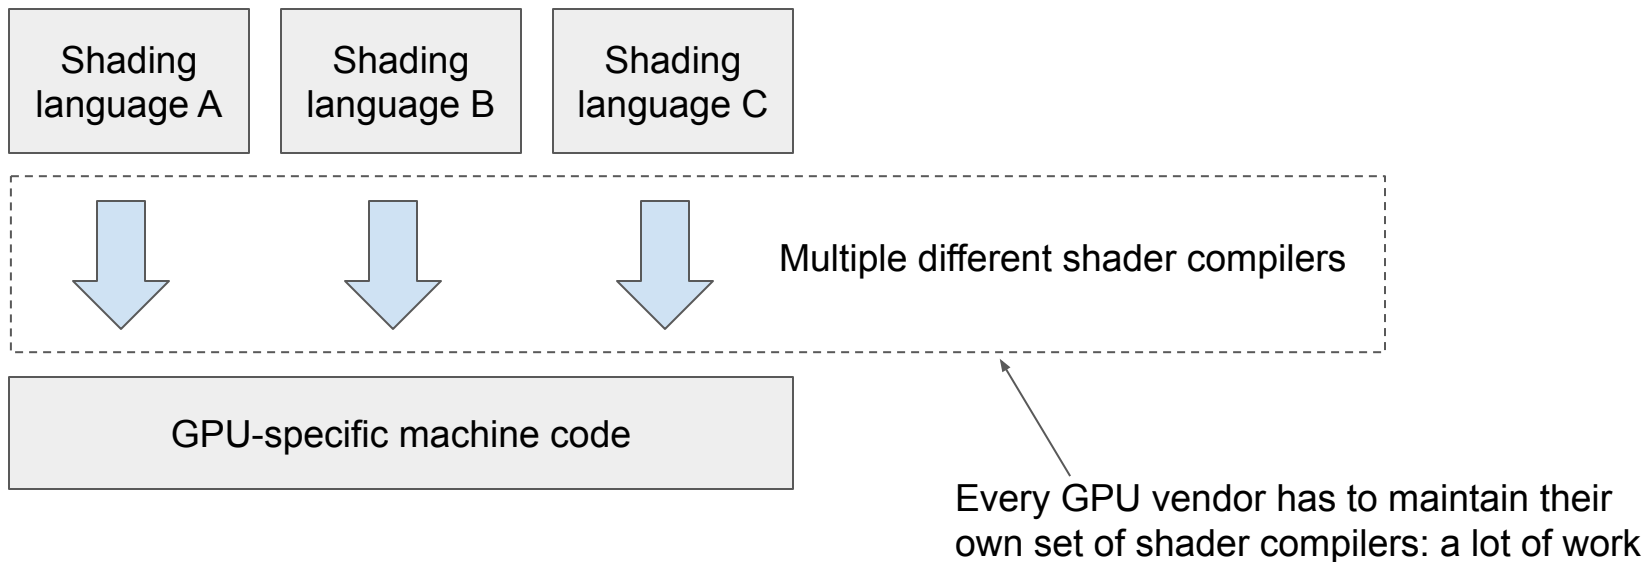 Shading
language A
Shading
language B
Shading
language C
Multiple different shader compilers
GPU-specific machine code
Every GPU vendor has to maintain their
own set of shader compilers: a lot of work